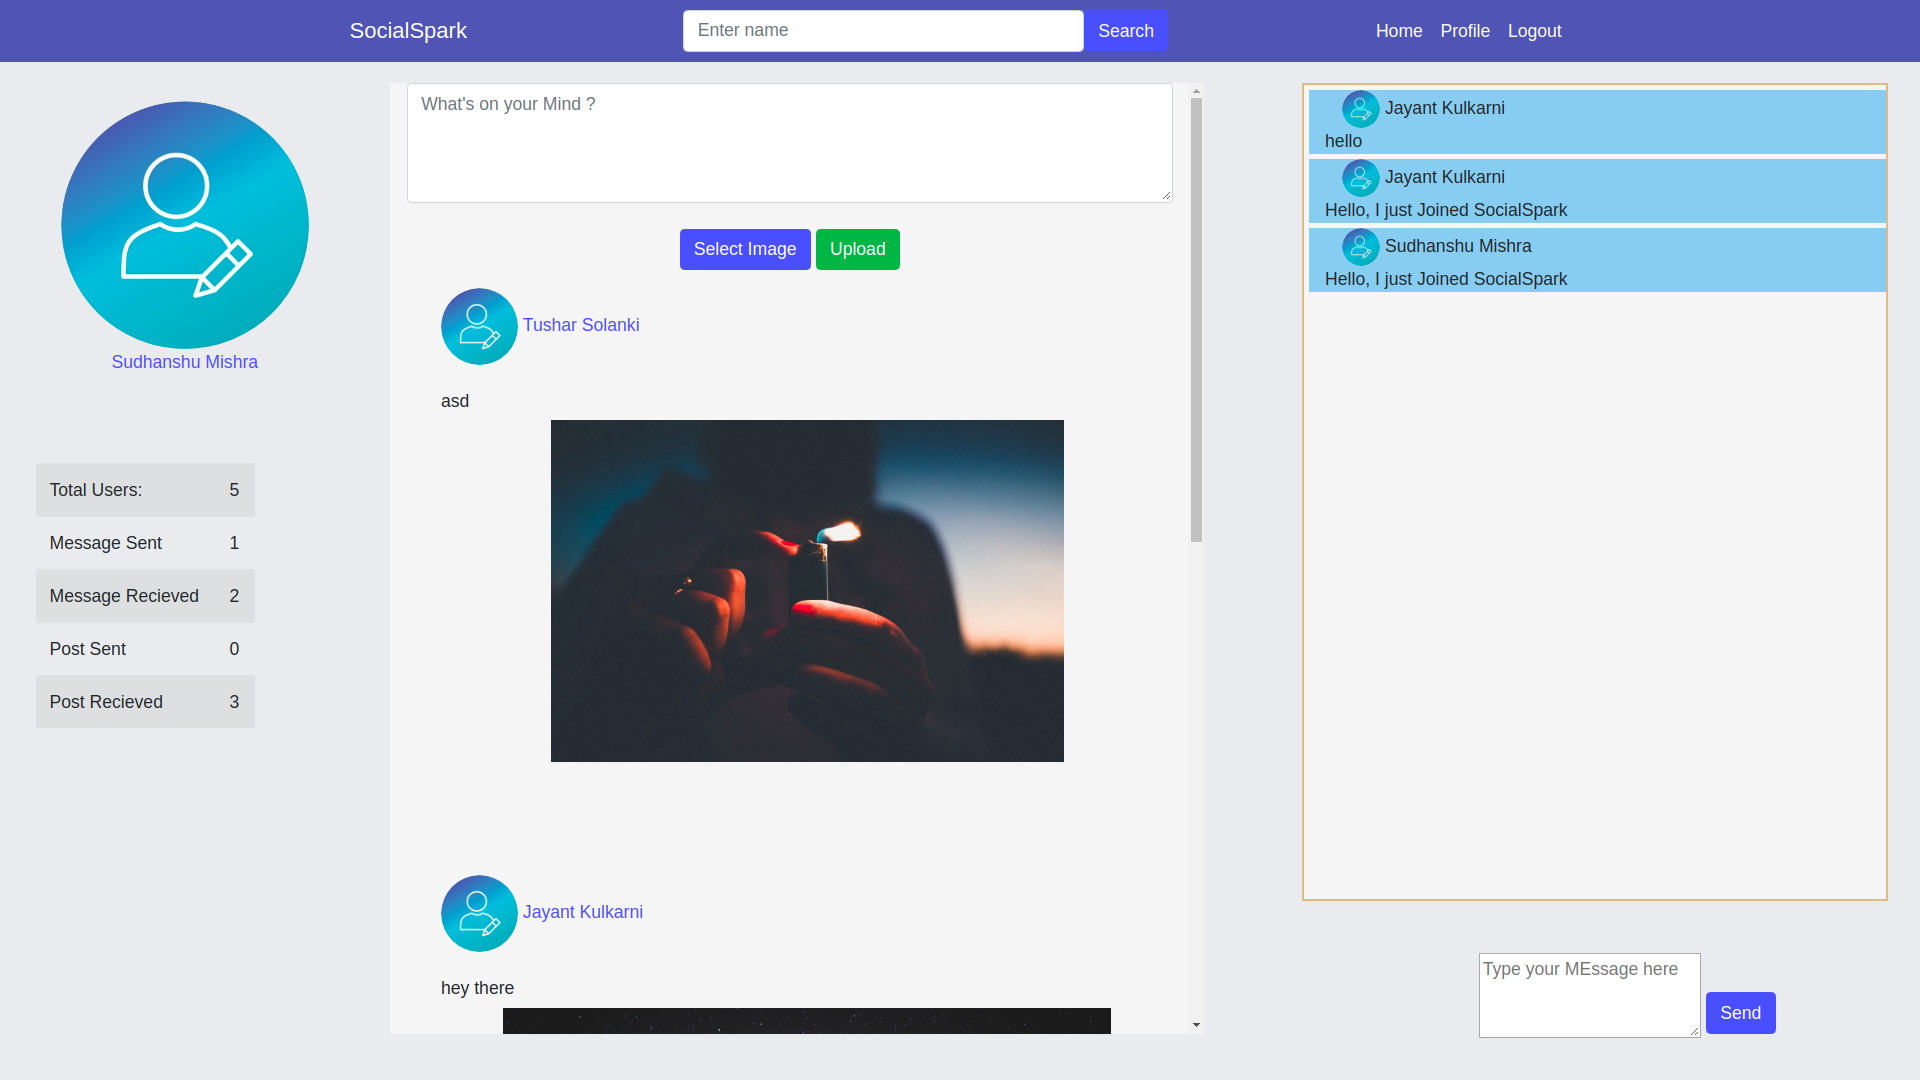 SocialSpark
Enter name
Search
Home
Profile
Logout
Sudhanshu Mishra
Total Users: 5
Message Sent 1
Message Recieved 2
Post Sent 0
Post Recieved 3
What's on your Mind ?
Select Image
Upload
Tushar Solanki
asd
Jayant Kulkarni
hey there
Jayant Kulkarni
hello
Jayant Kulkarni
Hello, I just Joined SocialSpark
Sudhanshu Mishra
Hello, I just Joined SocialSpark
Type your MEssage here
Send